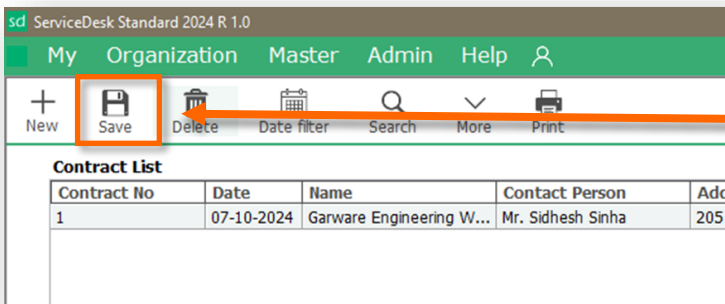 sd ServiceDesk Standard 2024 R 1.0
My Organization Master Admin Help
New Save Delete Date filter Search More Print
Contract List
Contract No Date Name Contact Person Add
1 07-10-2024 Garware Engineering W... Mr. Sidhesh Sinha 205